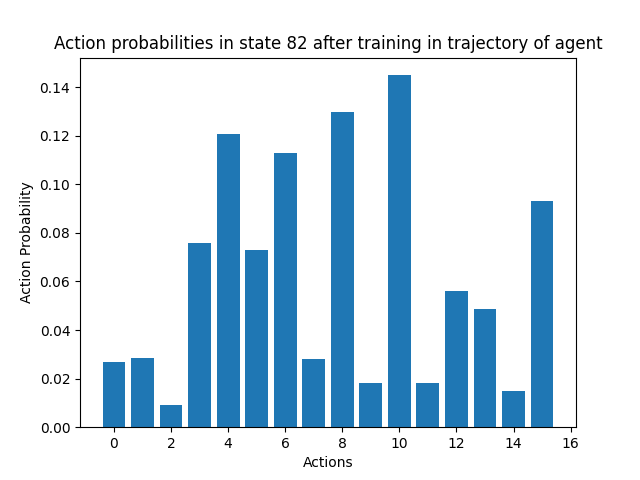 Action probabilities in state 82 after training in trajectory of agent
0.14
0.12
0.10
0.08
0.06
0.04
0.02
0.00
Action Probability
0 2 4 6 8 10 12 14 16
Actions